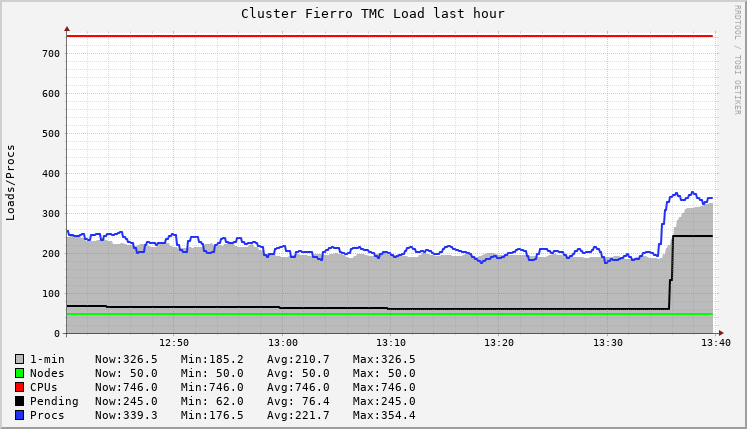 Cluster Fierro TMC Load last hour
RRDTOOL / TOBI OETIKER
Loads/Procs
700
600
500
400
300
200
100
0
12:50 13:00 13:10 13:20 13:30 13:40
1-min Now:326.5 Min:185.2 Avg:210.7 Max:326.5
Nodes Now: 50.0 Min: 50.0 Avg: 50.0 Max: 50.0
CPUs Now:746.0 Min:746.0 Avg:746.0 Max:746.0
Pending Now:245.0 Min: 62.0 Avg: 76.4 Max:245.0
Procs Now:339.3 Min:176.5 Avg:221.7 Max:354.4